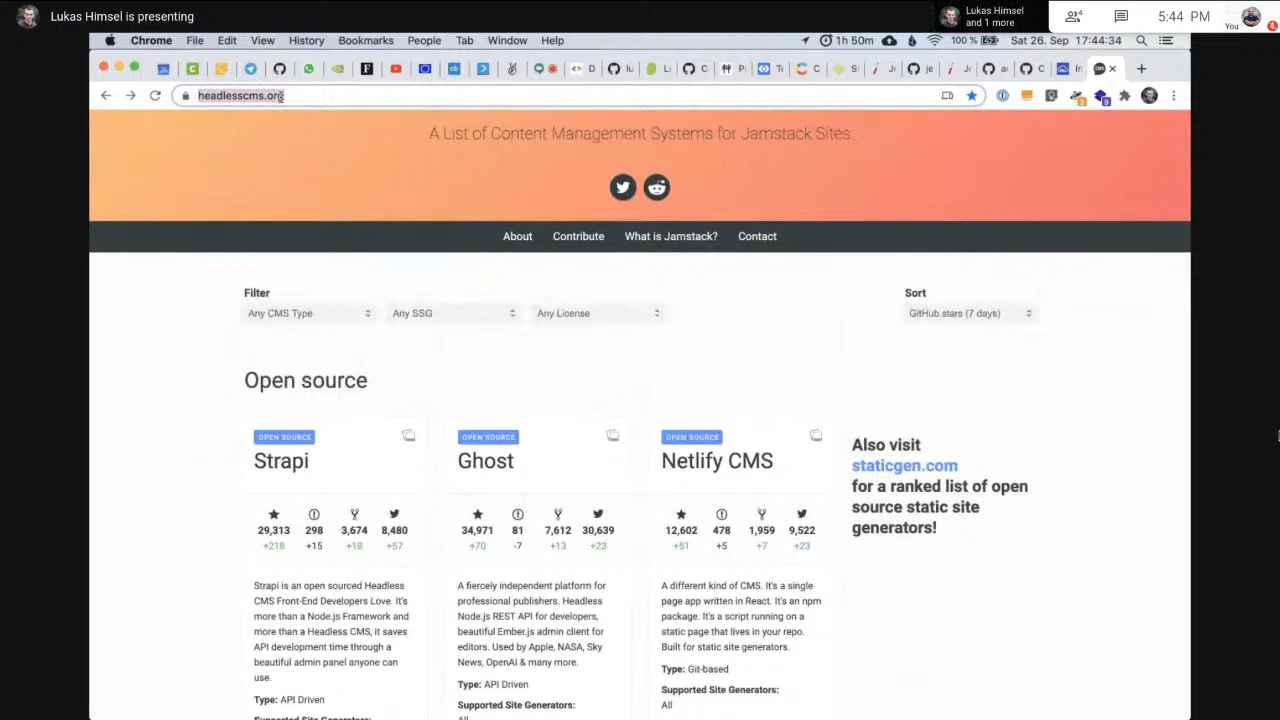 Lukas Himsel is presenting
Lukas Himsel
and 1 more
4
5:44 PM
You
Chrome File Edit View History Bookmarks People Tab Window Help
1h 50m
100 %
Sat 26. Sep 17:44:34
headlesscms.org
A List of Content Management Systems for Jamstack Sites
About Contribute What is Jamstack? Contact
Filter
Sort
Any CMS Type
Any SSG
Any License
GitHub stars (7 days)
Open source
OPEN SOURCE
Strapi
29,313 298 3,674 8,480
+218 +15 +18 +57
Strapi is an open sourced Headless
CMS Front-End Developers Love. It's
more than a Node.js Framework and
more than a Headless CMS, it saves
API development time through a
beautiful admin panel anyone can
use.
Type: API Driven
Supported Site Generators:
OPEN SOURCE
Ghost
34,971 81 7,612 30,639
+70 -7 +13 +23
A fiercely independent platform for
professional publishers. Headless
Node.js REST API for developers,
beautiful Ember.js admin client for
editors. Used by Apple, NASA, Sky
News, OpenAI & many more.
Type: API Driven
Supported Site Generators:
All
OPEN SOURCE
Netlify CMS
12,602 478 1,959 9,522
+51 +5 +7 +23
A different kind of CMS. It's a single
page app written in React. It's an npm
package. It's a script running on a
static page that lives in your repo.
Built for static site generators.
Type: Git-based
Supported Site Generators:
All
Also visit
staticgen.com
for a ranked list of open
source static site
generators!